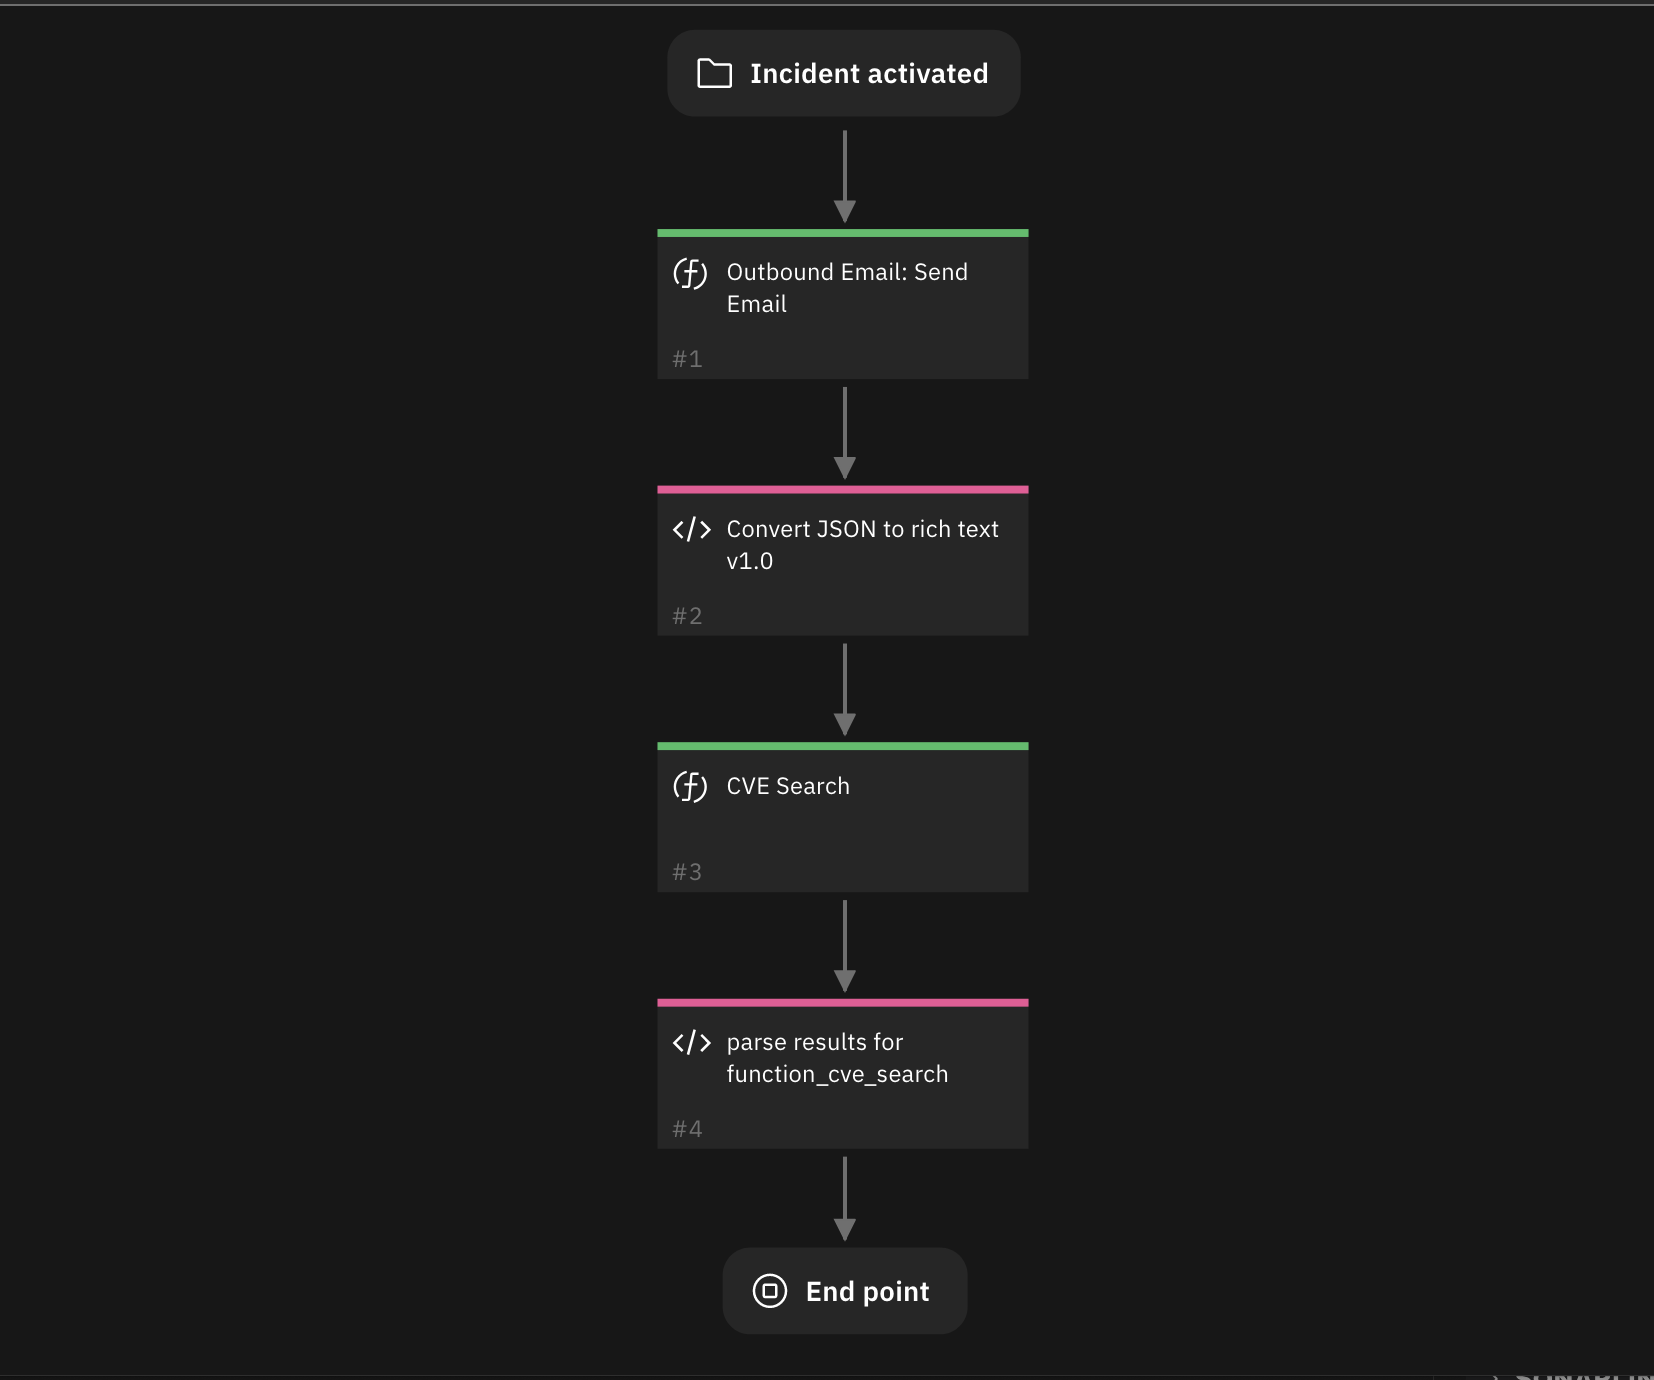 Incident activated
Outbound Email: Send
Email
#1
Convert JSON to rich text
v1.0
#2
CVE Search
#3
parse results for
function_cve_search
#4
End point